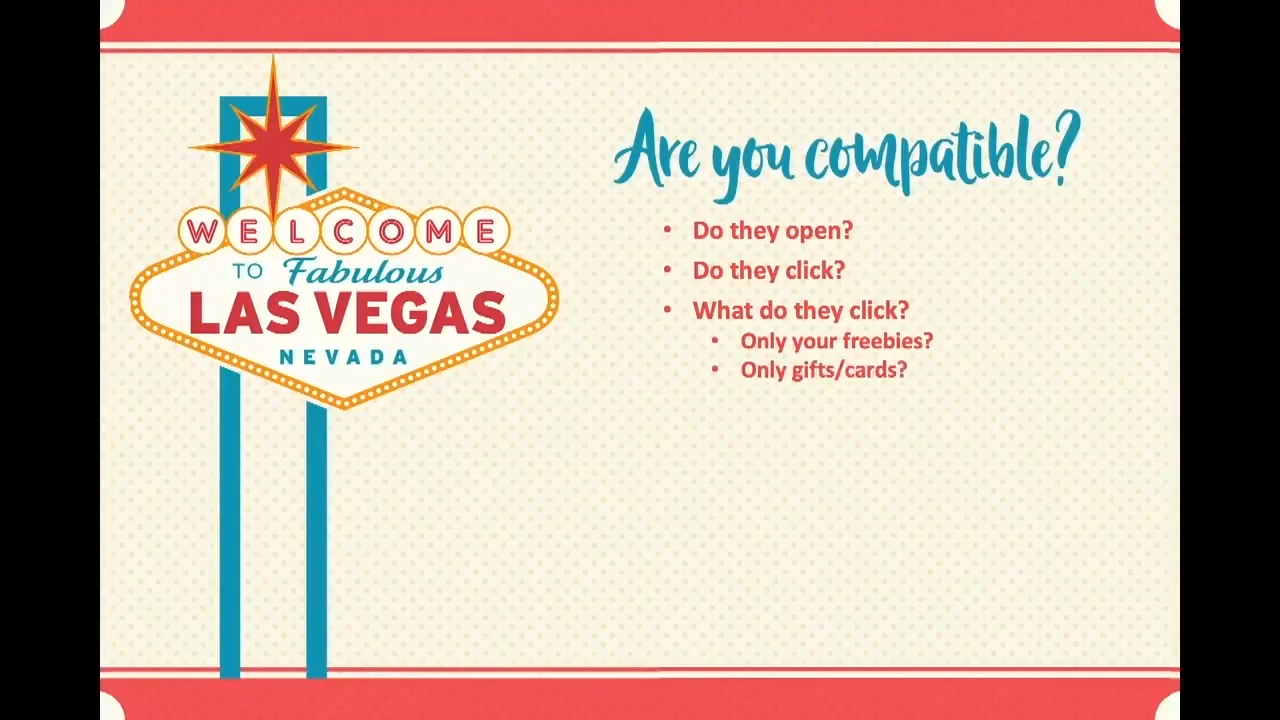 WELCOME
TO Fabulous
LAS VEGAS
NEVADA
Are you compatible?
• Do they open?
• Do they click?
• What do they click?
• Only your freebies?
• Only gifts/cards?